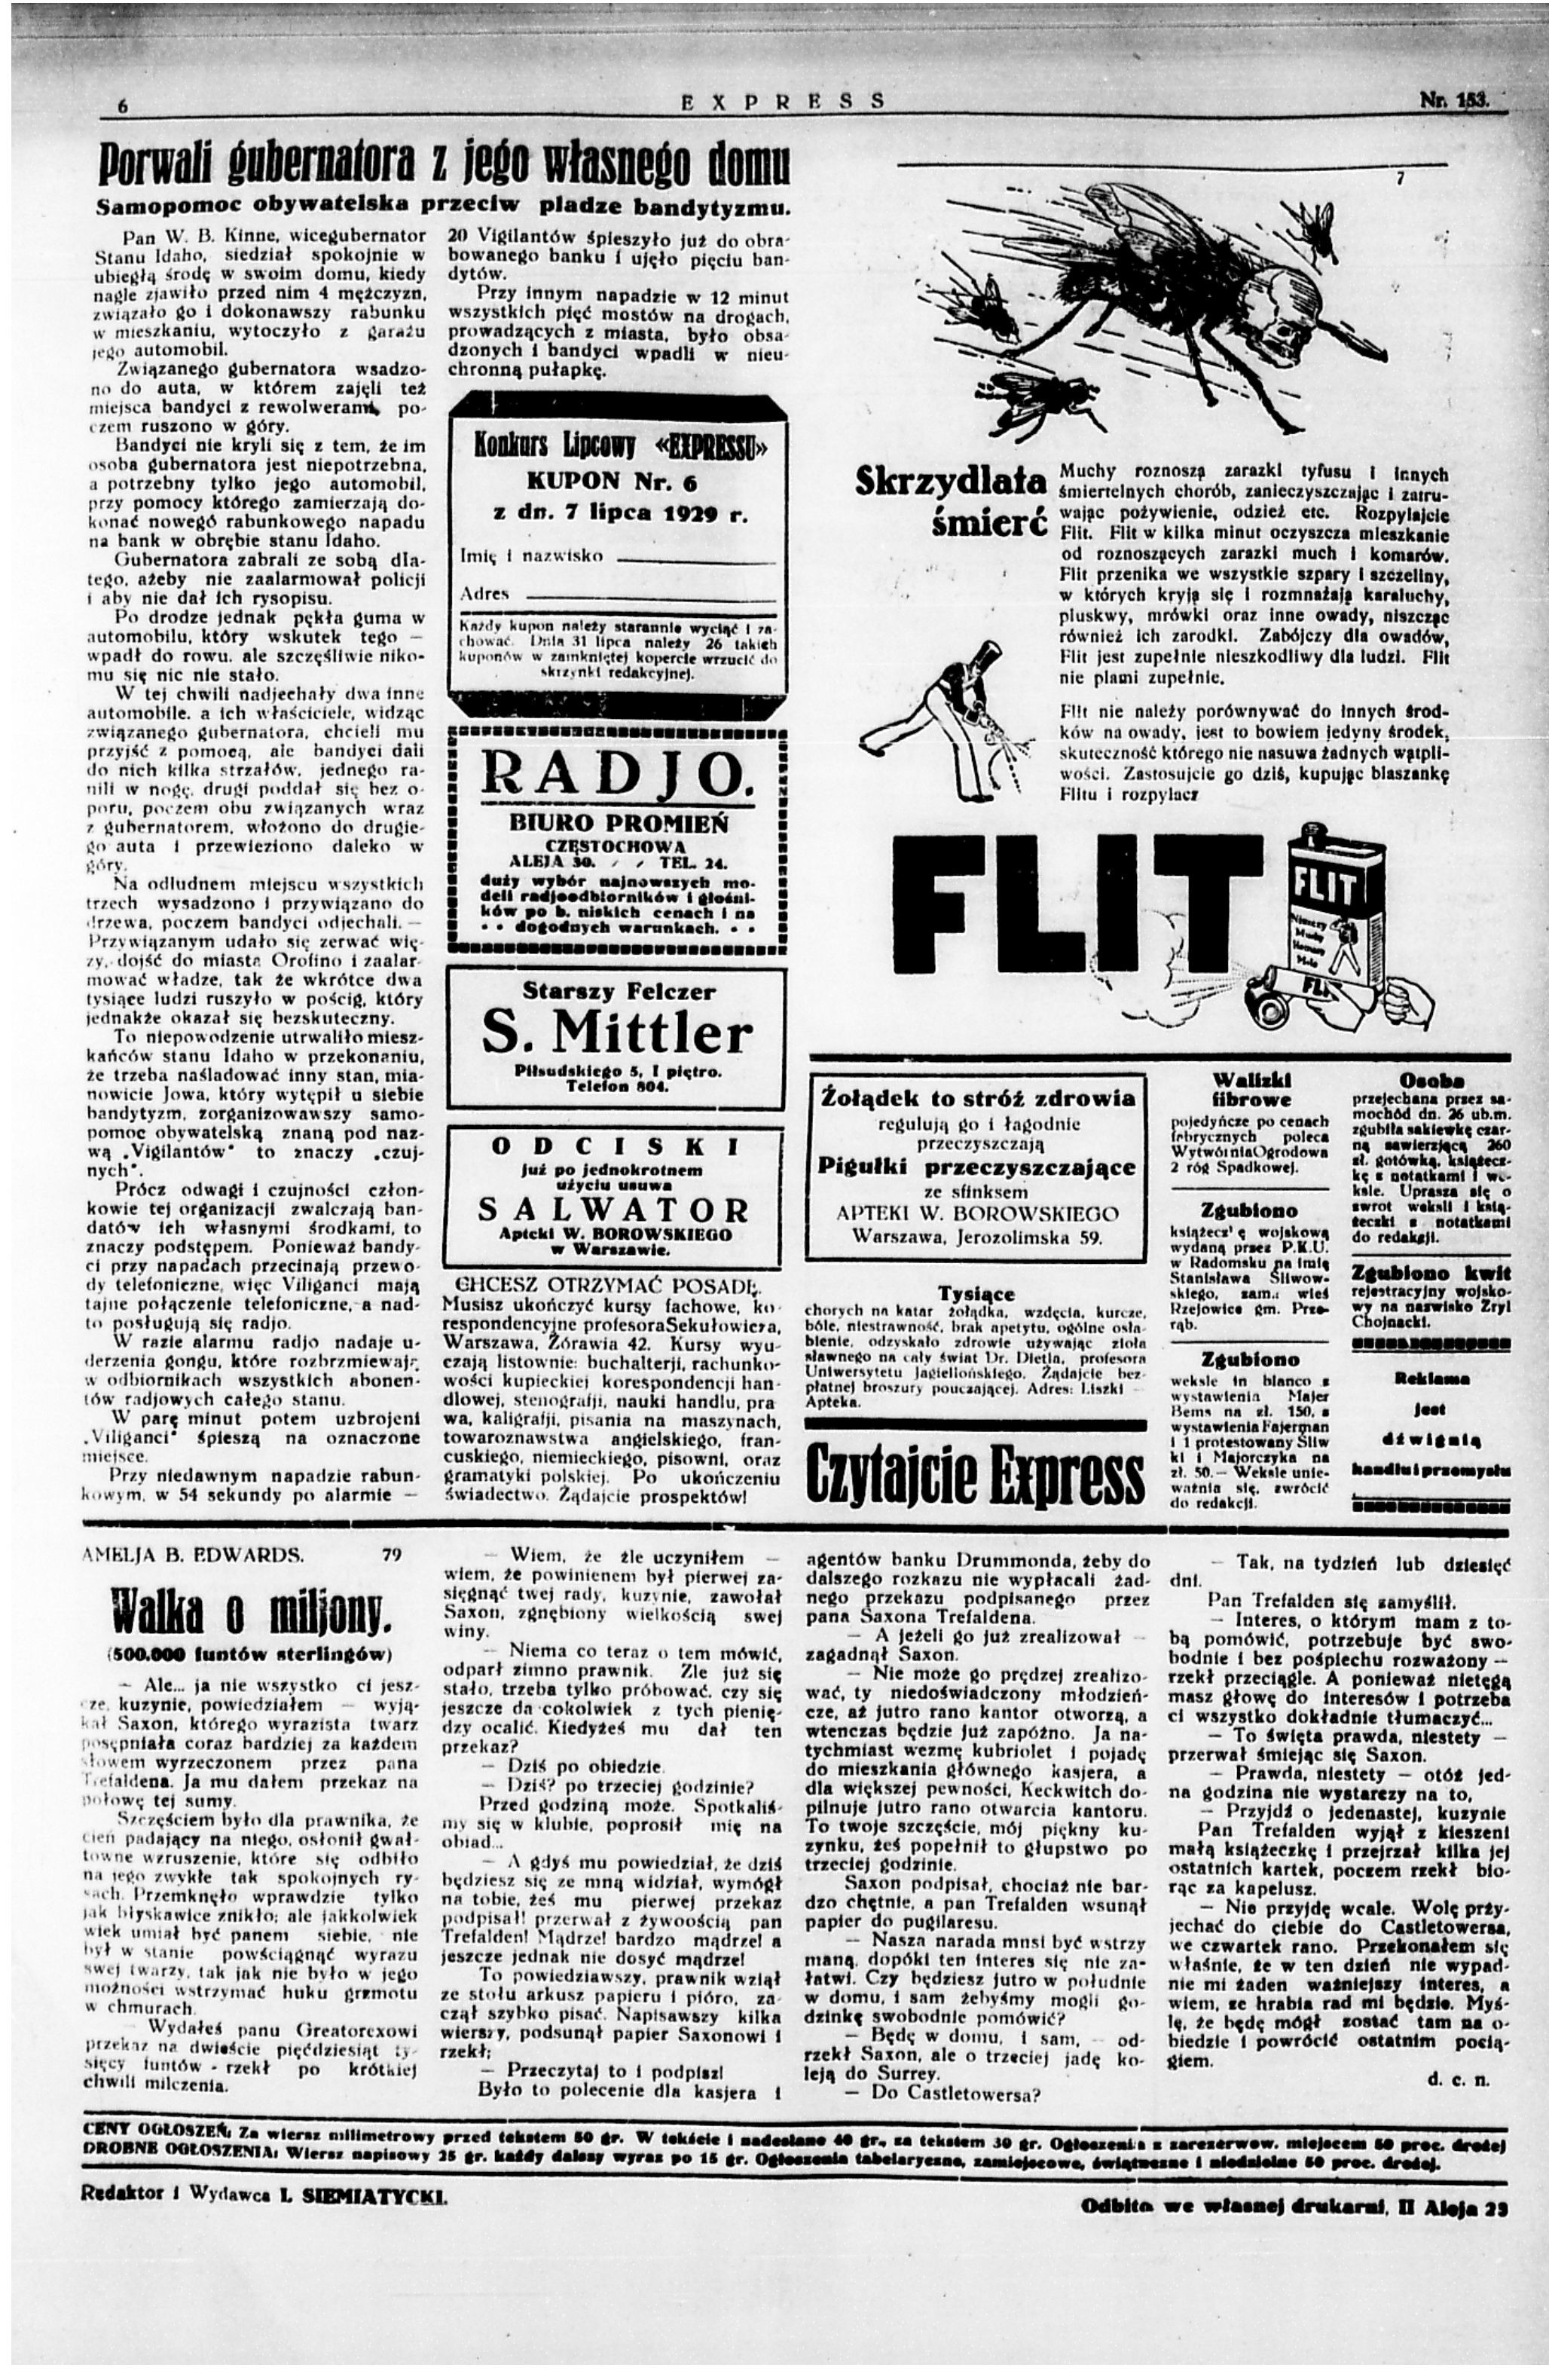 6
EXPRESS
Nr. 153.
Porwali gubernatora z jego własnego domu
Samopomoc obywatelska przeciw pladze bandytyzmu.
Pan W. B. Kinne, wicegubernator
Stanu Idaho, siedział spokojnie w
ubiegłą środę w swoim domu, kiedy
nagle zjawiło przed nim 4 mężczyzn,
związało go i dokonawszy rabunku
w mieszkaniu, wytoczyło z garażu
jego automobil.
Związanego gubernatora wsadzo-
no do auta, w którem zajęli też
miejsca bandyci z rewolwerami, po-
czem ruszono w góry.
Bandyci nie kryli się z tem, że im
osoba gubernatora jest niepotrzebna,
a potrzebny tylko jego automobil,
przy pomocy którego zamierzają do-
konać nowegó rabunkowego napadu
na bank w obrębie stanu Idaho.
Gubernatora zabrali ze sobą dla-
tego, ażeby nie zaalarmował policji
i aby nie dał ich rysopisu.
Po drodze jednak pękła guma w
automobilu, który wskutek tego —
wpadł do rowu, ale szczęśliwie niko-
mu się nic nie stało.
W tej chwili nadjechały dwa inne
automobile. a ich właściciele, widząc
związanego gubernatora, chcieli mu
przyjść z pomocą, ale bandyci dali
do nich kilka strzałów, jednego ra-
nili w nogę, drugi poddał się bez o-
poru, poczem obu związanych wraz
z gubernatorem, włożono do drugie-
go auta i przewieziono daleko w
góry.
Na odludnem miejscu wszystkich
trzech wysadzono i przywiązano do
drzewa, poczem bandyci odjechali. —
Przywiązanym udało się zerwać wię-
zy, dojść do miasta Orofino i zaalar-
mować władze, tak że wkrótce dwa
tysiące ludzi ruszyło w pościg, który
jednakże okazał się bezskuteczny.
To niepowodzenie utrwaliło miesz-
kańców stanu Idaho w przekonaniu,
że trzeba naśladować inny stan, mia-
nowicie Jowa, który wytępił u siebie
bandytyzm, zorganizowawszy samo-
pomoc obywatelską znaną pod naz-
wą „Vigilantów" to znaczy „czuj-
nych".
Prócz odwagi i czujności człon-
kowie tej organizacji zwalczają ban-
datów ich własnymi środkami, to
znaczy podstępem. Ponieważ bandy-
ci przy napadach przecinają przewo-
dy telefoniczne, więc Viliganci mają
tajne połączenie telefoniczne, a nad-
to posługują się radjo.
W razie alarmu radjo nadaje u-
derzenia gongu, które rozbrzmiewają
w odbiornikach wszystkich abonen-
tów radjowych całego stanu.
W parę minut potem uzbrojeni
„Viliganci" śpieszą na oznaczone
miejsce.
Przy niedawnym napadzie rabun-
kowym, w 54 sekundy po alarmie —
20 Vigilantów śpieszyło już do obra-
bowanego banku i ujęło pięciu ban-
dytów.
Przy innym napadzie w 12 minut
wszystkich pięć mostów na drogach,
prowadzących z miasta, było obsa-
dzonych i bandyci wpadli w nieu-
chronną pułapkę.
Konkurs Lipcowy «EXPRESSU»
KUPON Nr. 6
z dn. 7 lipca 1929 r.
Imię i nazwisko
Adres
Każdy kupon należy starannie wyciąć i za-
chować. Dnia 31 lipca należy 26 takich
kuponów w zamkniętej kopercie wrzucić do
skrzynki redakcyjnej.
RADJO.
BIURO PROMIEŃ
CZĘSTOCHOWA
ALEJA 30. / / TEL. 24.
duży wybór najnowszych mo-
deli radjoodbiorników i głośni-
ków po b. niskich cenach i na
• • dogodnych warunkach. • •
Starszy Felczer
S. Mittler
Piłsudskiego 5, I piętro.
Telefon 804.
ODCISKI
już po jednokrotnem
użyciu usuwa
SALWATOR
Apteki W. BOROWSKIEGO
w Warszawie.
CHCESZ OTRZYMAĆ POSADĘ.
Musisz ukończyć kursy fachowe, ko-
respondencyjne profesora Sekułowicza,
Warszawa, Żórawia 42. Kursy wyu-
czają listownie: buchalterji, rachunko-
wości kupieckiej korespondencji han-
dlowej, stenografji, nauki handlu, pra
wa, kaligrafji, pisania na maszynach,
towaroznawstwa angielskiego, fran-
cuskiego, niemieckiego, pisowni, oraz
gramatyki polskiej. Po ukończeniu
świadectwo. Żądajcie prospektów!
7
Skrzydlata
śmierć
Muchy roznoszą zarazki tyfusu i innych
śmiertelnych chorób, zanieczyszczając i zatru-
wając pożywienie, odzież etc. Rozpylajcie
Flit. Flit w kilka minut oczyszcza mieszkanie
od roznoszących zarazki much i komarów.
Flit przenika we wszystkie szpary i szczeliny,
w których kryją się i rozmnażają karaluchy,
pluskwy, mrówki oraz inne owady, niszcząc
również ich zarodki. Zabójczy dla owadów,
Flit jest zupełnie nieszkodliwy dla ludzi. Flit
nie plami zupełnie.
Flit nie należy porównywać do innych środ-
ków na owady, jest to bowiem jedyny środek,
skuteczność którego nie nasuwa żadnych wątpli-
wości. Zastosujcie go dziś, kupując blaszankę
Flitu i rozpylacz
FLIT
FLIT
Niszczy
Muchy
Komary
Mole
FLIT
Żołądek to stróż zdrowia
regulują go i łagodnie
przeczyszczają
Pigułki przeczyszczające
ze sfinksem
APTEKI W. BOROWSKIEGO
Warszawa, Jerozolimska 59.
Tysiące
chorych na katar żołądka, wzdęcia, kurcze,
bóle, niestrawność, brak apetytu, ogólne osła-
bienie, odzyskało zdrowie używając zioła
sławnego na cały świat Dr. Dietla, profesora
Uniwersytetu Jagiellońskiego. Żądajcie bez-
płatnej broszury pouczającej. Adres: Liszki —
Apteka.
Czytajcie Express
Walizki
fibrowe
pojedyńcze po cenach
fabrycznych poleca
Wytwórnia Ogrodowa
2 róg Spadkowej.
Zgubiono
książecz'ę wojskową
wydaną przez P.K.U.
w Radomsku na imię
Stanisława Śliwow-
skiego, zam. wieś
Rzejowice gm. Prze-
rąb.
Zgubiono
weksle in blanco z
wystawienia Majer
Bems na zł. 150, z
wystawienia Fajerman
i 1 protestowany Śliw
ki i Majorczyka na
zł. 50.— Weksle unie-
ważnia się. zwrócić
do redakcji.
Osoba
przejechana przez sa-
mochód dn. 26 ub.m.
zgubiła sakiewkę czar-
ną zawierającą 260
zł. gotówką, książecz-
kę z notatkami i we-
ksle. Uprasza się o
zwrot weksli i ksią-
żeczki z notatkami
do redakcji.
Zgubiono kwit
rejestracyjny wojsko-
wy na nazwisko Zryl
Chojnacki.
Reklama
jest
dźwignią
handlu i przemysłu
AMELJA B. EDWARDS. 79
Walka o miljony.
(500.000 funtów sterlingów)
— Ale... ja nie wszystko ci jesz-
cze, kuzynie, powiedziałem — wyją-
kał Saxon, którego wyrazista twarz
posępniała coraz bardziej za każdem
słowem wyrzeczonem przez pana
Trefaldena. Ja mu dałem przekaz na
połowę tej sumy.
Szczęściem było dla prawnika, że
cień padający na niego, osłonił gwał-
towne wzruszenie, które się odbiło
na jego zwykle tak spokojnych ry-
sach. Przemknęło wprawdzie tylko
jak błyskawice znikło; ale jakkolwiek
wiek umiał być panem siebie, nie
był w stanie powściągnąć wyrazu
swej twarzy, tak jak nie było w jego
możności wstrzymać huku grzmotu
w chmurach.
Wydałeś panu Greatorexowi
przekaz na dwieście pięćdziesiąt ty-
sięcy funtów - rzekł po krótkiej
chwili milczenia.
— Wiem, że źle uczyniłem —
wiem, że powinienem był pierwej za-
sięgnąć twej rady, kuzynie, zawołał
Saxon, zgnębiony wielkością swej
winy.
— Niema co teraz o tem mówić,
odparł zimno prawnik. Źle już się
stało, trzeba tylko próbować, czy się
jeszcze da cokolwiek z tych pienię-
dzy ocalić. Kiedyżeś mu dał ten
przekaz?
— Dziś po obiedzie.
— Dziś? po trzeciej godzinie?
Przed godziną może. Spotkaliś-
my się w klubie, poprosił mię na
obiad...
— A gdyś mu powiedział, że dziś
będziesz się ze mną widział, wymógł
na tobie, żeś mu pierwej przekaz
podpisał! przerwał z żywoością pan
Trefalden! Mądrze! bardzo mądrze! a
jeszcze jednak nie dosyć mądrze!
To powiedziawszy, prawnik wziął
ze stołu arkusz papieru i pióro, za-
czął szybko pisać. Napisawszy kilka
wierszy, podsunął papier Saxonowi i
rzekł;
— Przeczytaj to i podpisz!
Było to polecenie dla kasjera i
agentów banku Drummonda, żeby do
dalszego rozkazu nie wypłacali żad-
nego przekazu podpisanego przez
pana Saxona Trefaldena.
— A jeżeli go już zrealizował —
zagadnął Saxon.
— Nie może go prędzej zrealizo-
wać, ty niedoświadczony młodzień-
cze, aż jutro rano kantor otworzą, a
wtenczas będzie już zapóźno. Ja na-
tychmiast wezmę kubriolet i pojadę
do mieszkania głównego kasjera, a
dla większej pewności, Keckwitch do-
pilnuje jutro rano otwarcia kantoru.
To twoje szczęście, mój piękny ku-
zynku, żeś popełnił to głupstwo po
trzeciej godzinie.
Saxon podpisał, chociaż nie bar-
dzo chętnie, a pan Trefalden wsunął
papier do pugilaresu.
— Nasza narada mnsi być wstrzy
maną, dopóki ten interes się nie za-
łatwi. Czy będziesz jutro w południe
w domu, i sam żebyśmy mogli go-
dzinkę swobodnie pomówić?
— Będę w domu, i sam, — od-
rzekł Saxon, ale o trzeciej jadę ko-
leją do Surrey.
— Do Castletowersa?
— Tak, na tydzień lub dziesięć
dni.
Pan Trefalden się zamyślił.
— Interes, o którym mam z to-
bą pomówić, potrzebuje być swo-
bodnie i bez pośpiechu rozważony —
rzekł przeciągle. A ponieważ nietęgą
masz głowę do interesów i potrzeba
ci wszystko dokładnie tłumaczyć...
— To święta prawda, niestety —
przerwał śmiejąc się Saxon.
— Prawda, niestety — otóż jed-
na godzina nie wystarczy na to,
— Przyjdź o jedenastej, kuzynie
Pan Trefalden wyjął z kieszeni
małą książeczkę i przejrzał kilka jej
ostatnich kartek, poczem rzekł bio-
rąc za kapelusz.
— Nie przyjdę wcale. Wolę przy-
jechać do ciebie do Castletowersa,
we czwartek rano. Przekonałem się
właśnie, że w ten dzień nie wypad-
nie mi żaden ważniejszy interes, a
wiem, ze hrabia rad mi będzie. Myś-
lę, że będę mógł zostać tam na o-
biedzie i powrócić ostatnim pocią-
giem.
d. c. n.
CENY OGŁOSZEŃ: Za wiersz milimetrowy przed tekstem 50 gr. W tekście i nadesłane 40 gr., za tekstem 30 gr. Ogłoszenia z zarezerwow. miejscem 50 proc. drożej
DROBNE OGŁOSZENIA: Wiersz napisowy 25 gr. każdy dalszy wyraz po 15 gr. Ogłoszenia tabelaryczne, zamiejscowe, świąteczne i niedzielne 50 proc. drożej.
Redaktor i Wydawca I. SIEMIATYCKI.
Odbito we własnej drukarni, II Aleja 23